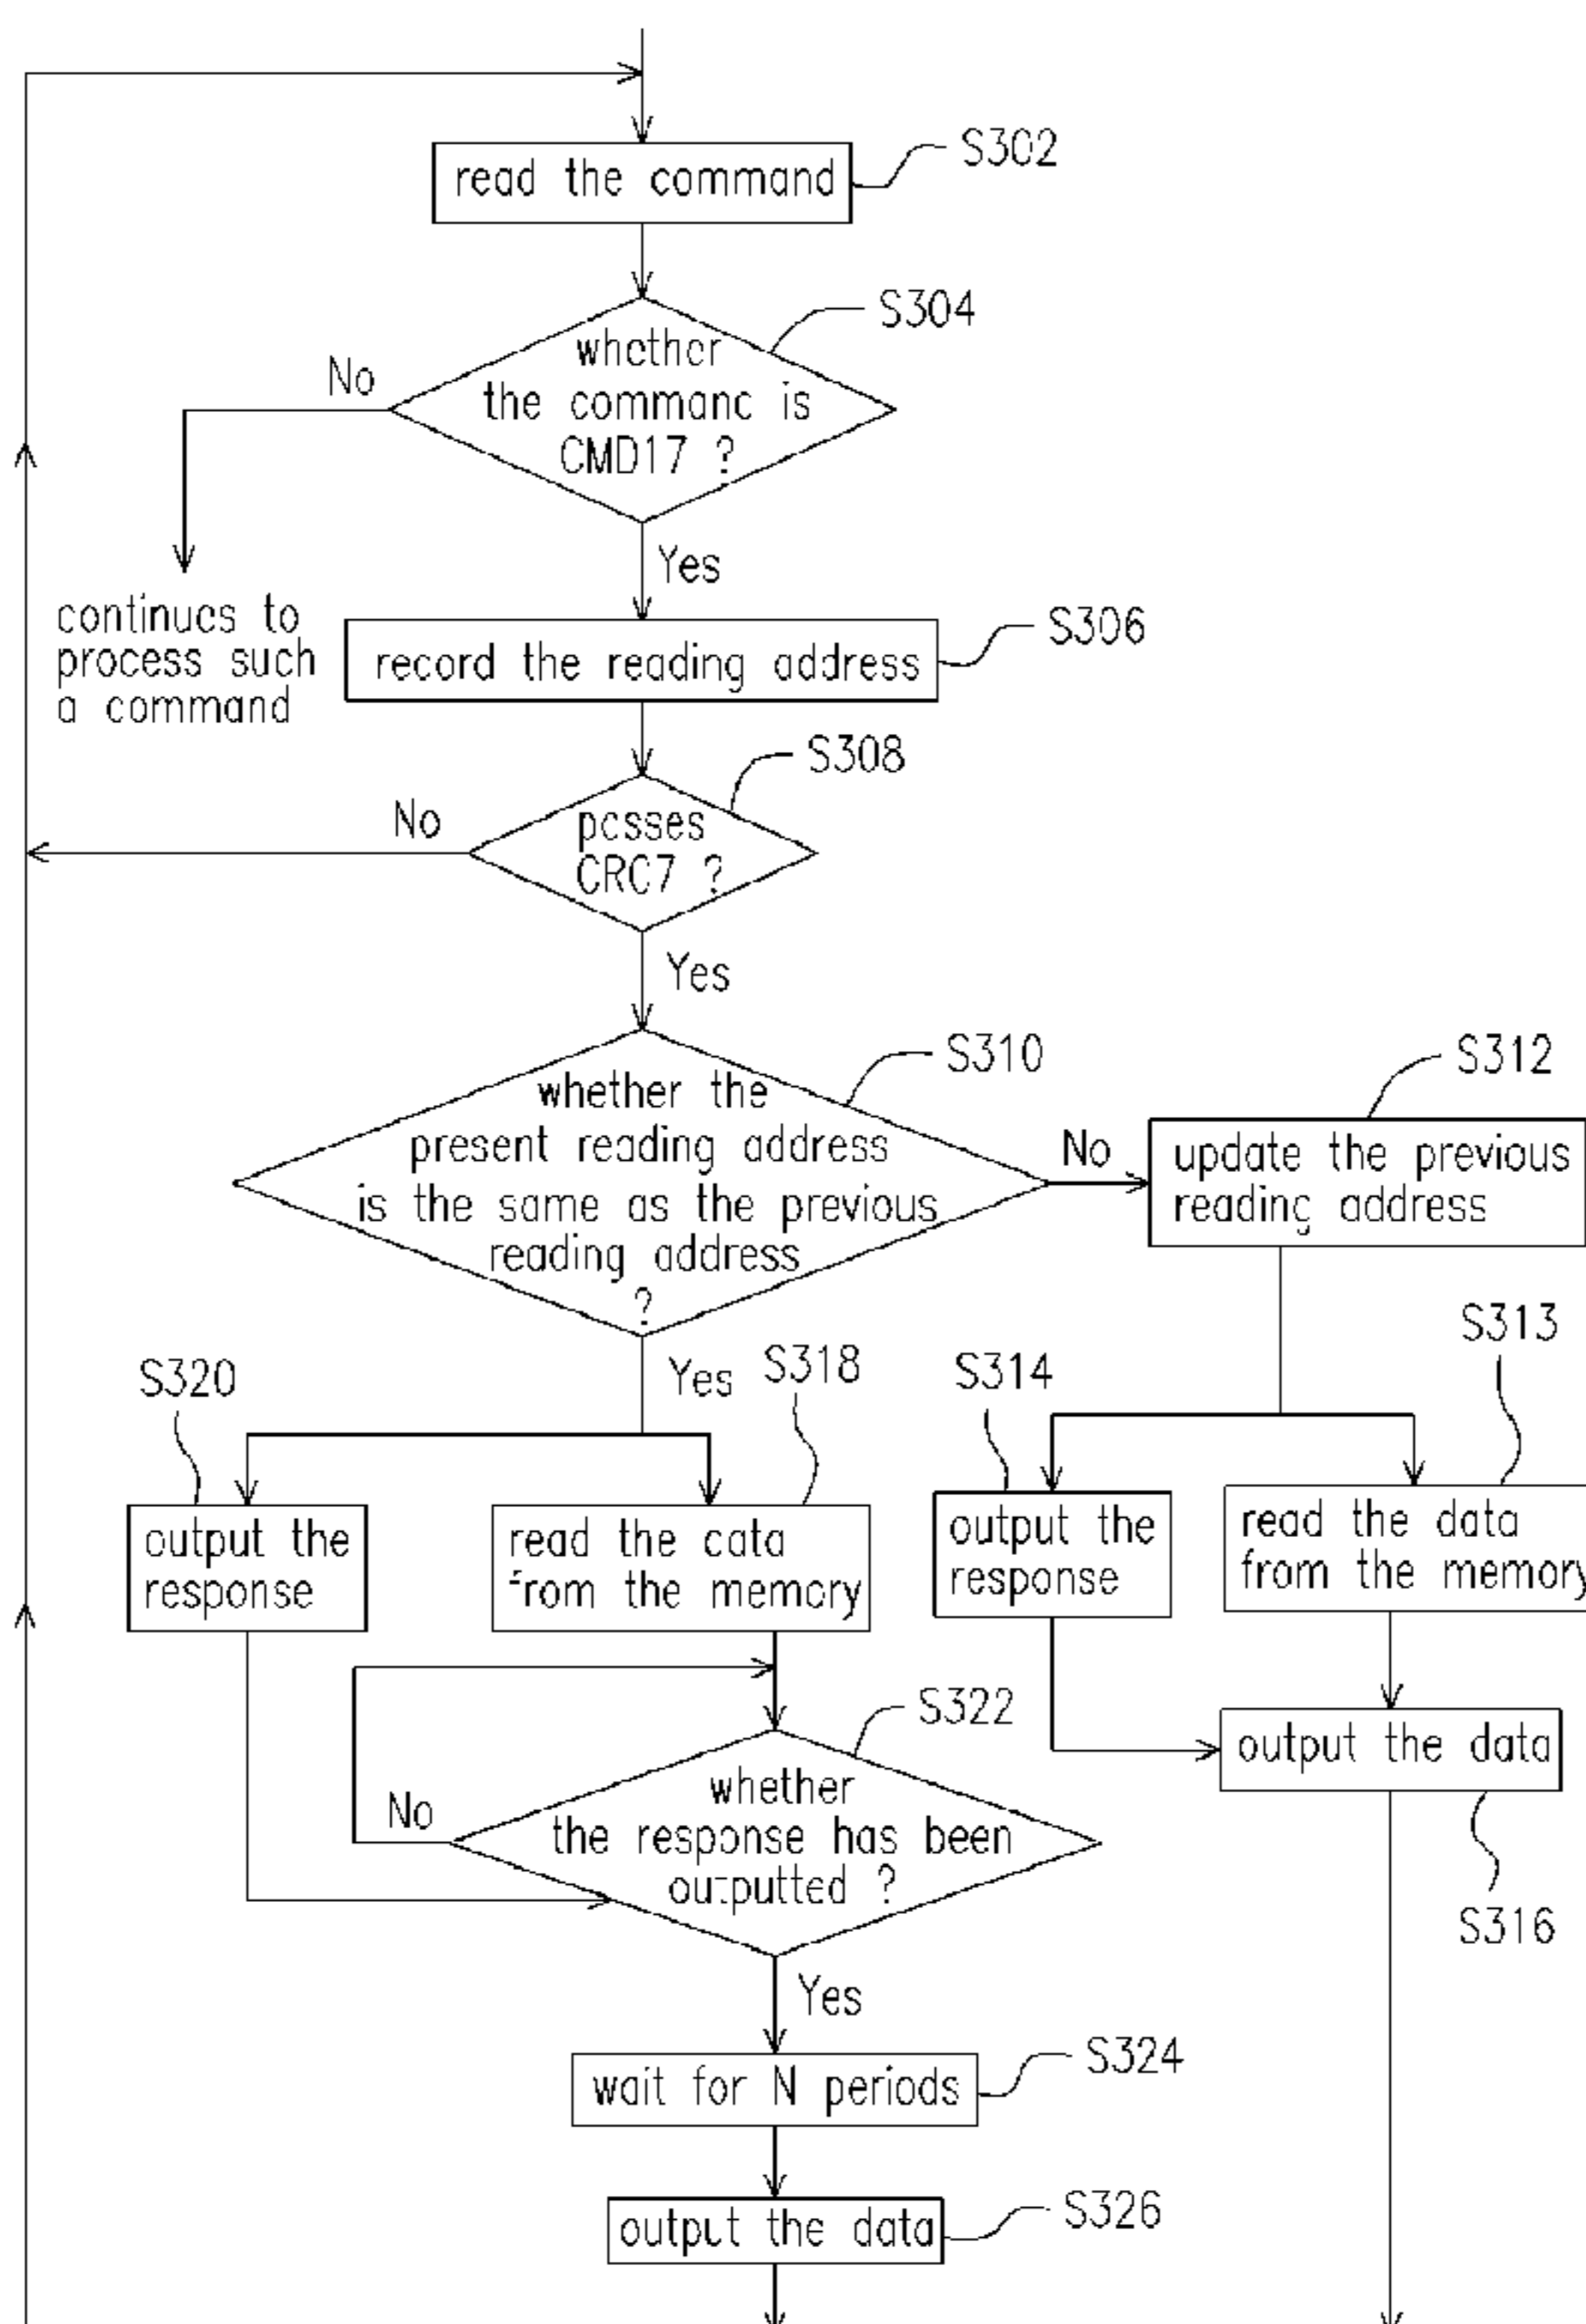 S302
read the command
S304
whether
the commanc is
CMD17 ?
No
Yes
continues to
process such
a command
S306
record the reading address
S308
passes
CRC7 ?
No
Yes
S310
whether the
present reading address
is the same as the previous
reading address
?
No
S312
update the previous
reading address
Yes
S320
S318
S314
S313
output the
response
read the cata
from the memory
output the
response
read the data
from the memory
S322
whether
the response has been
outputted ?
No
output the data
S316
Yes
S324
wait for N periods
S326
output the data